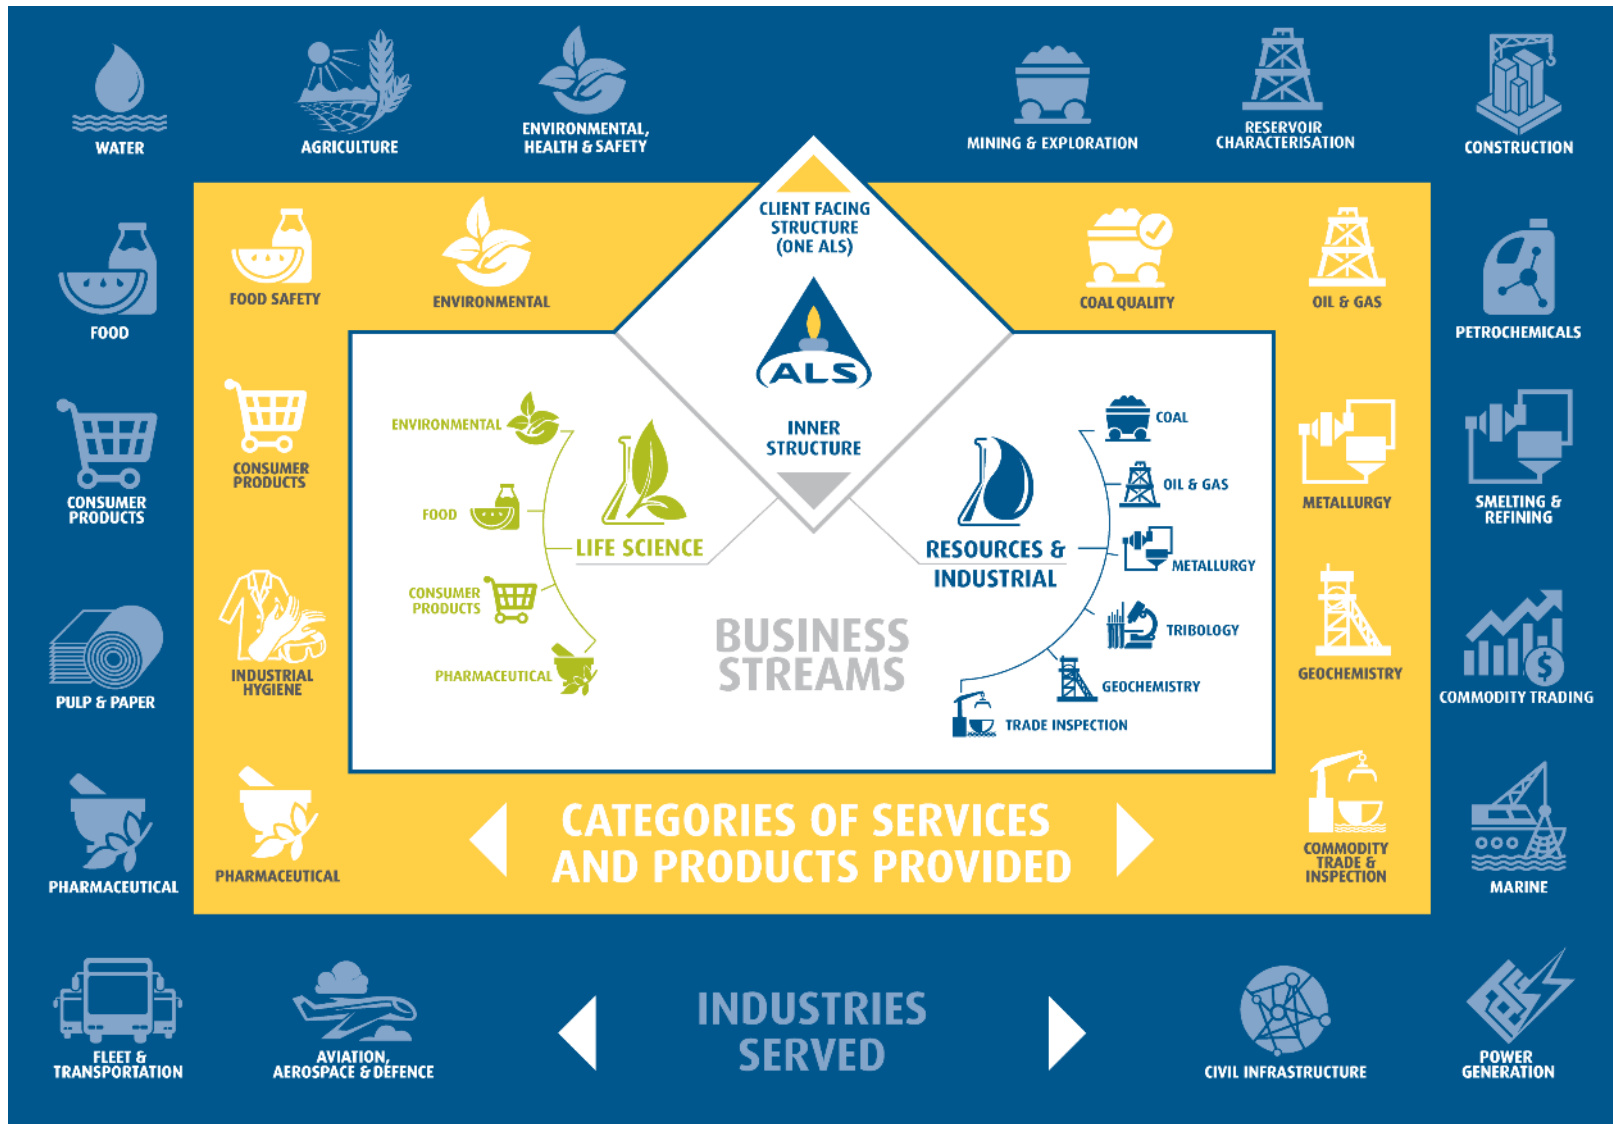 WATER
AGRICULTURE
ENVIRONMENTAL,
HEALTH & SAFETY
MINING & EXPLORATION
RESERVOIR
CHARACTERISATION
CONSTRUCTION
FOOD
CONSUMER
PRODUCTS
PULP & PAPER
PHARMACEUTICAL
FLEET &
TRANSPORTATION
AVIATION,
AEROSPACE & DEFENCE
INDUSTRIES
SERVED
CIVIL INFRASTRUCTURE
POWER
GENERATION
PETROCHEMICALS
SMELTING &
REFINING
COMMODITY TRADING
MARINE
FOOD SAFETY
ENVIRONMENTAL
CONSUMER
PRODUCTS
INDUSTRIAL
HYGIENE
PHARMACEUTICAL
COAL QUALITY
OIL & GAS
METALLURGY
GEOCHEMISTRY
COMMODITY
TRADE &
INSPECTION
CATEGORIES OF SERVICES
AND PRODUCTS PROVIDED
CLIENT FACING
STRUCTURE
(ONE ALS)
ALS
INNER
STRUCTURE
ENVIRONMENTAL
FOOD
CONSUMER
PRODUCTS
PHARMACEUTICAL
LIFE SCIENCE
RESOURCES &
INDUSTRIAL
COAL
OIL & GAS
METALLURGY
TRIBOLOGY
GEOCHEMISTRY
TRADE INSPECTION
BUSINESS
STREAMS
$